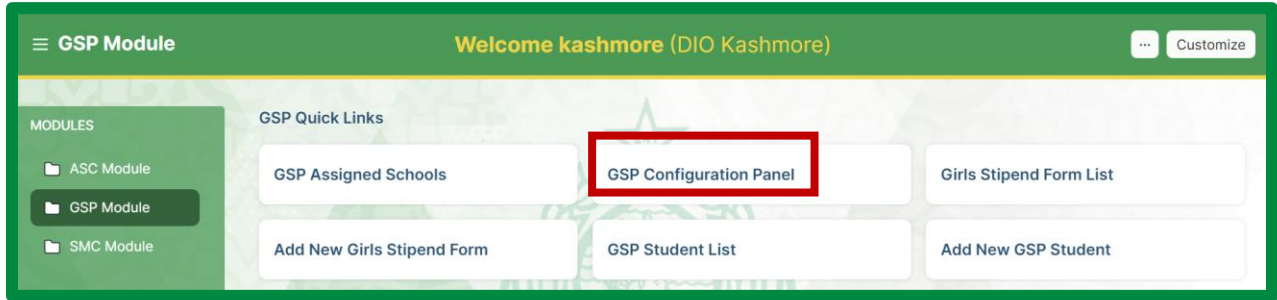 GSP Module
Welcome kashmore (DIO Kashmore)
... Customize
MODULES
ASC Module
GSP Module
SMC Module
GSP Quick Links
GSP Assigned Schools
GSP Configuration Panel
Girls Stipend Form List
Add New Girls Stipend Form
GSP Student List
Add New GSP Student